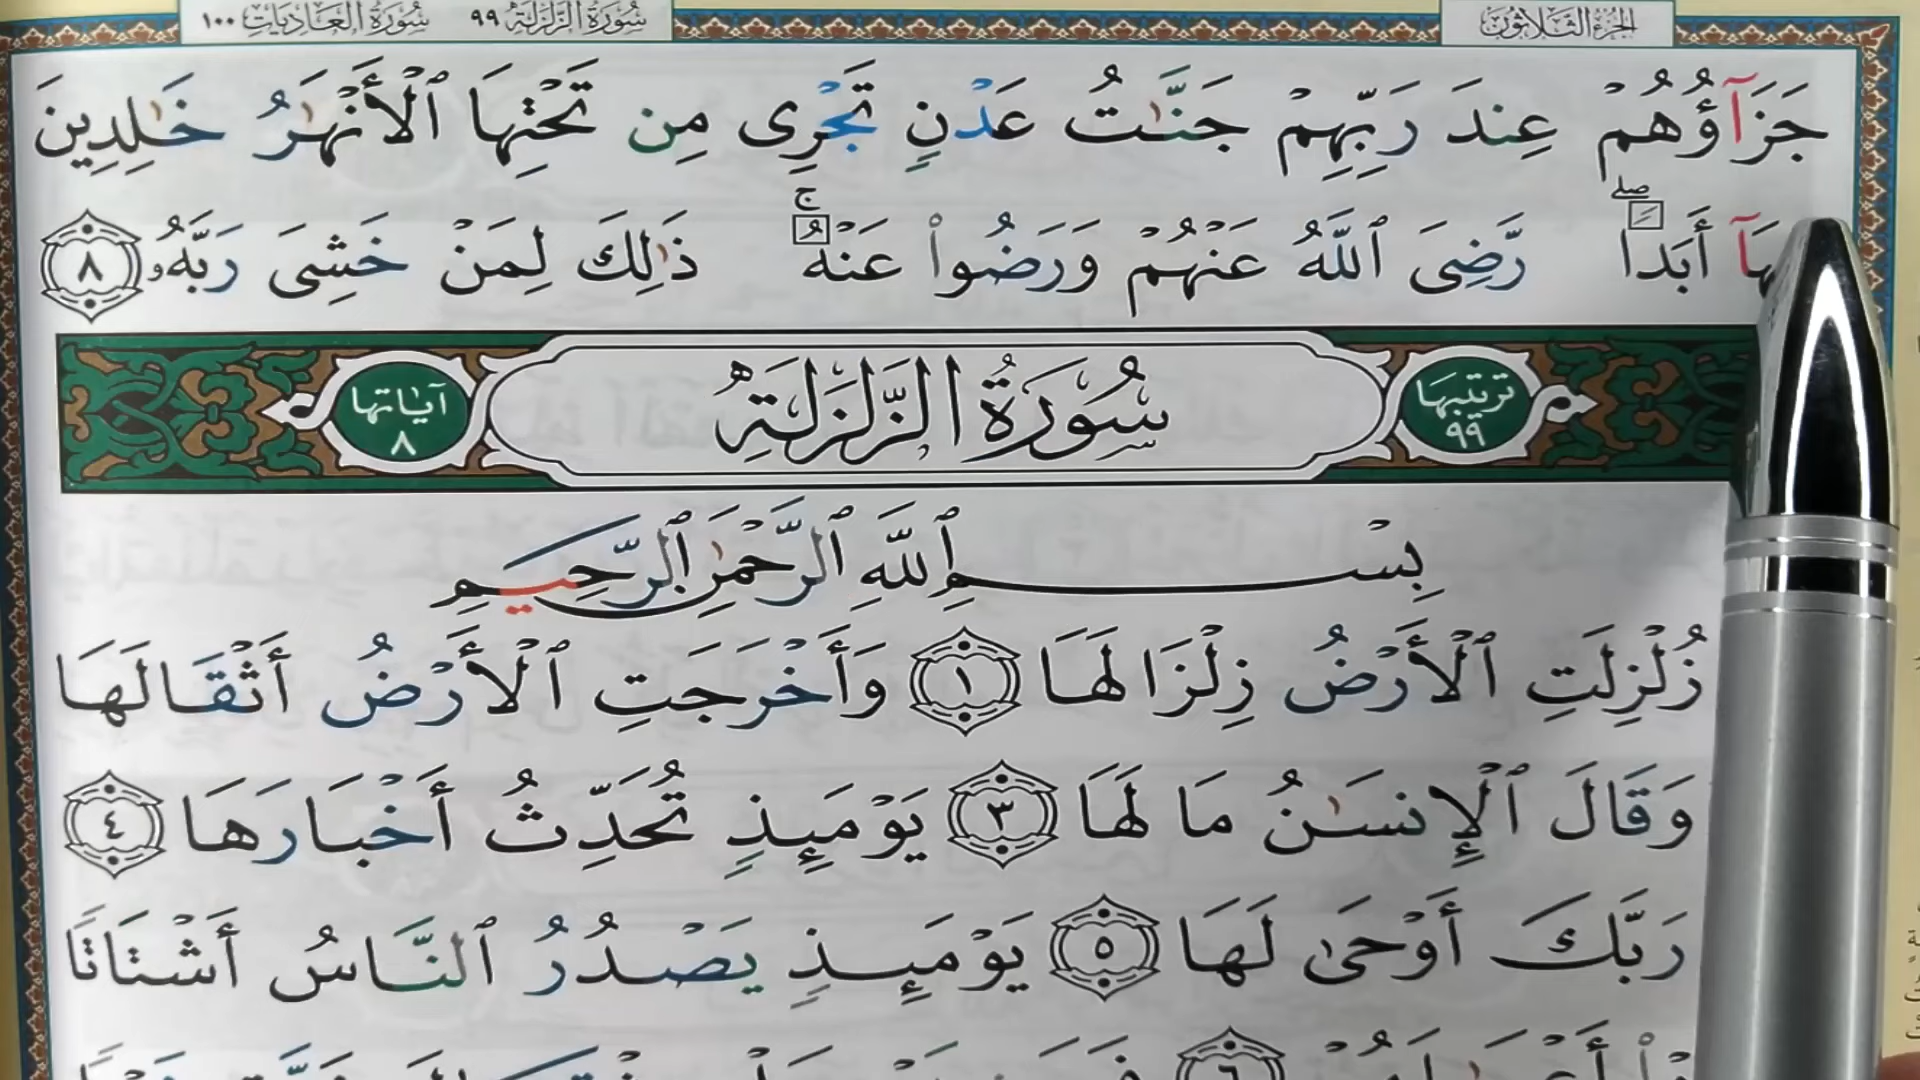 الجزء الثلاثون
سورة الزلزلة ٩٩ سورة العاديات ١٠٠
جَزَآؤُهُمْ عِندَ رَبِّهِمْ جَنَّٰتُ عَدْنٍ تَجْرِى مِن تَحْتِهَا ٱلْأَنْهَٰرُ خَٰلِدِينَ
أَبَدًاۖ رَّضِىَ ٱللَّهُ عَنْهُمْ وَرَضُوا۟ عَنْهُۚ ذَٰلِكَ لِمَنْ خَشِىَ رَبَّهُۥ ٨
ترتيبها ٩٩ سُورَةُ الزَّلْزَلَةِ آياتها ٨
بِسْمِ ٱللَّهِ ٱلرَّحْمَٰنِ ٱلرَّحِيمِ
زُلْزِلَتِ ٱلْأَرْضُ زِلْزَالَهَا ١ وَأَخْرَجَتِ ٱلْأَرْضُ أَثْقَالَهَا
وَقَالَ ٱلْإِنسَٰنُ مَا لَهَا ٣ يَوْمَئِذٍ تُحَدِّثُ أَخْبَارَهَا ٤
رَبَّكَ أَوْحَىٰ لَهَا ٥ يَوْمَئِذٍ يَصْدُرُ ٱلنَّاسُ أَشْتَاتًا
٦